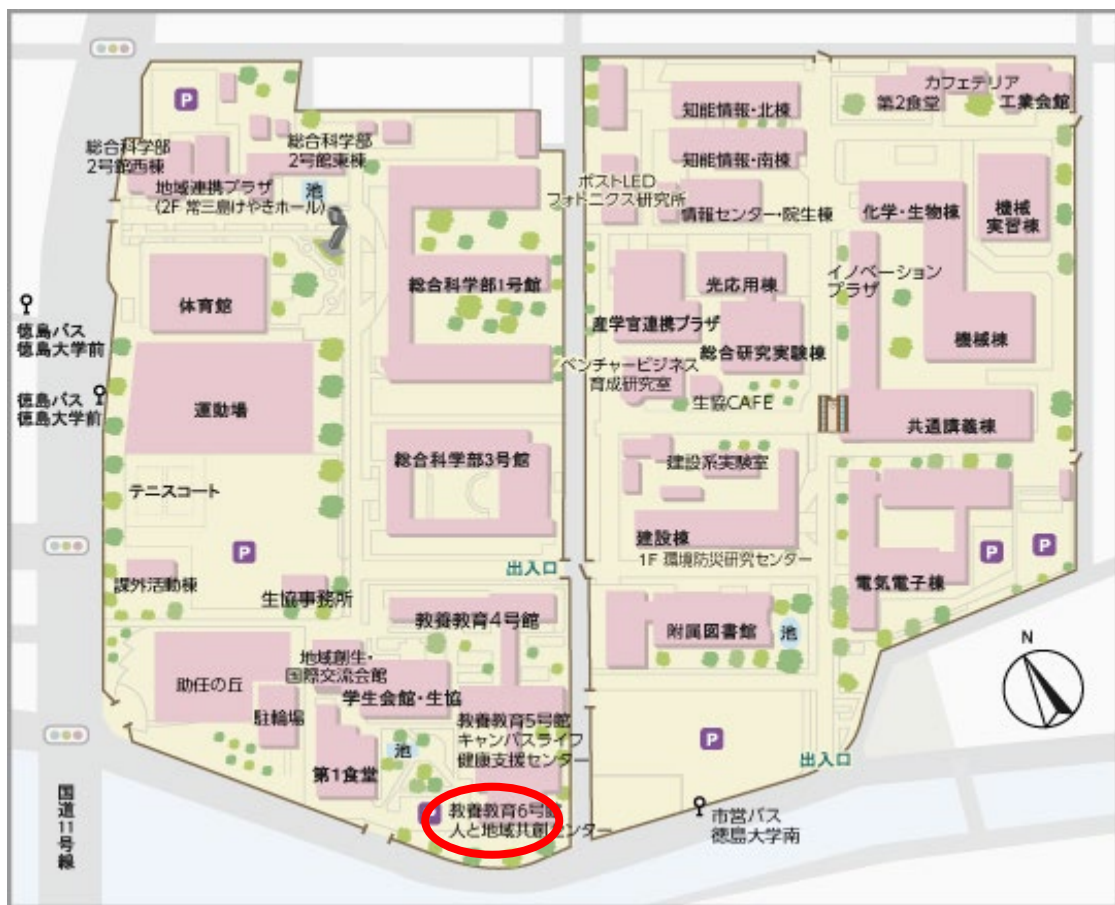 P
総合科学部
2号館西棟
総合科学部
2号館東棟
地域連携プラザ
(2F 常三島けやきホール)
池
知能情報・北棟
カフェテリア
第2食堂
工業会館
知能情報・南棟
ポストLED
フォトニクス研究所
情報センター・院生棟
化学・生物棟
機械
実習棟
体育館
総合科学部1号館
光応用棟
イノベーション
プラザ
徳島バス
徳島大学前
産学官連携プラザ
総合研究実験棟
機械棟
ベンチャービジネス
育成研究室
徳島バス
徳島大学前
運動場
生協CAFE
共通講義棟
総合科学部3号館
建設系実験室
テニスコート
P
建設棟
1F 環境防災研究センター
P
P
出入口
課外活動棟
生協事務所
電気電子棟
教養教育4号館
附属図書館
池
N
地域創生・
国際交流会館
助任の丘
学生会館・生協
駐輪場
教養教育5号館
キャンパスライフ
健康支援センター
池
P
第1食堂
出入口
国道11号線
P
教養教育6号館
人と地域共創センター
市営バス
徳島大学南